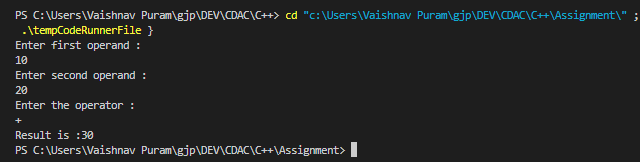 PS C:\Users\Vaishnav Puram\gjp\DEV\CDAC\C++> cd "c:\Users\Vaishnav Puram\gjp\DEV\CDAC\C++\Assignment\" ;
.\tempCodeRunnerFile }
Enter first operand :
10
Enter second operand :
20
Enter the operator :
+
Result is :30
PS C:\Users\Vaishnav Puram\gjp\DEV\CDAC\C++\Assignment>